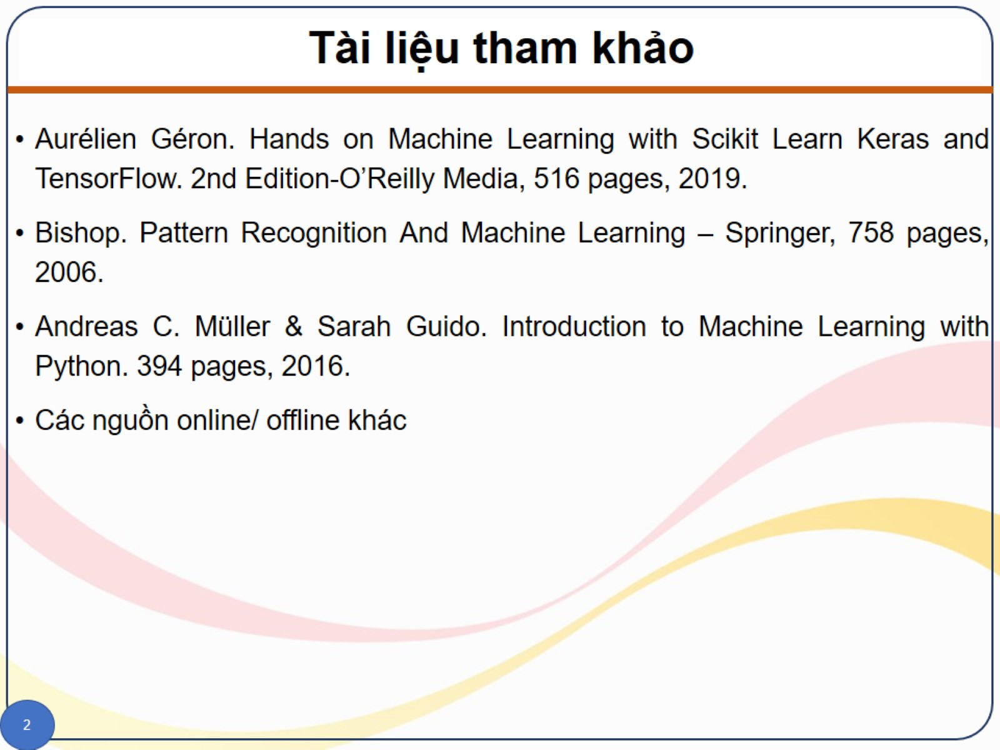 Tài liệu tham khảo
• Aurélien Géron. Hands on Machine Learning with Scikit Learn Keras and
TensorFlow. 2nd Edition-O’Reilly Media, 516 pages, 2019.
• Bishop. Pattern Recognition And Machine Learning – Springer, 758 pages,
2006.
• Andreas C. Müller & Sarah Guido. Introduction to Machine Learning with
Python. 394 pages, 2016.
• Các nguồn online/ offline khác
2